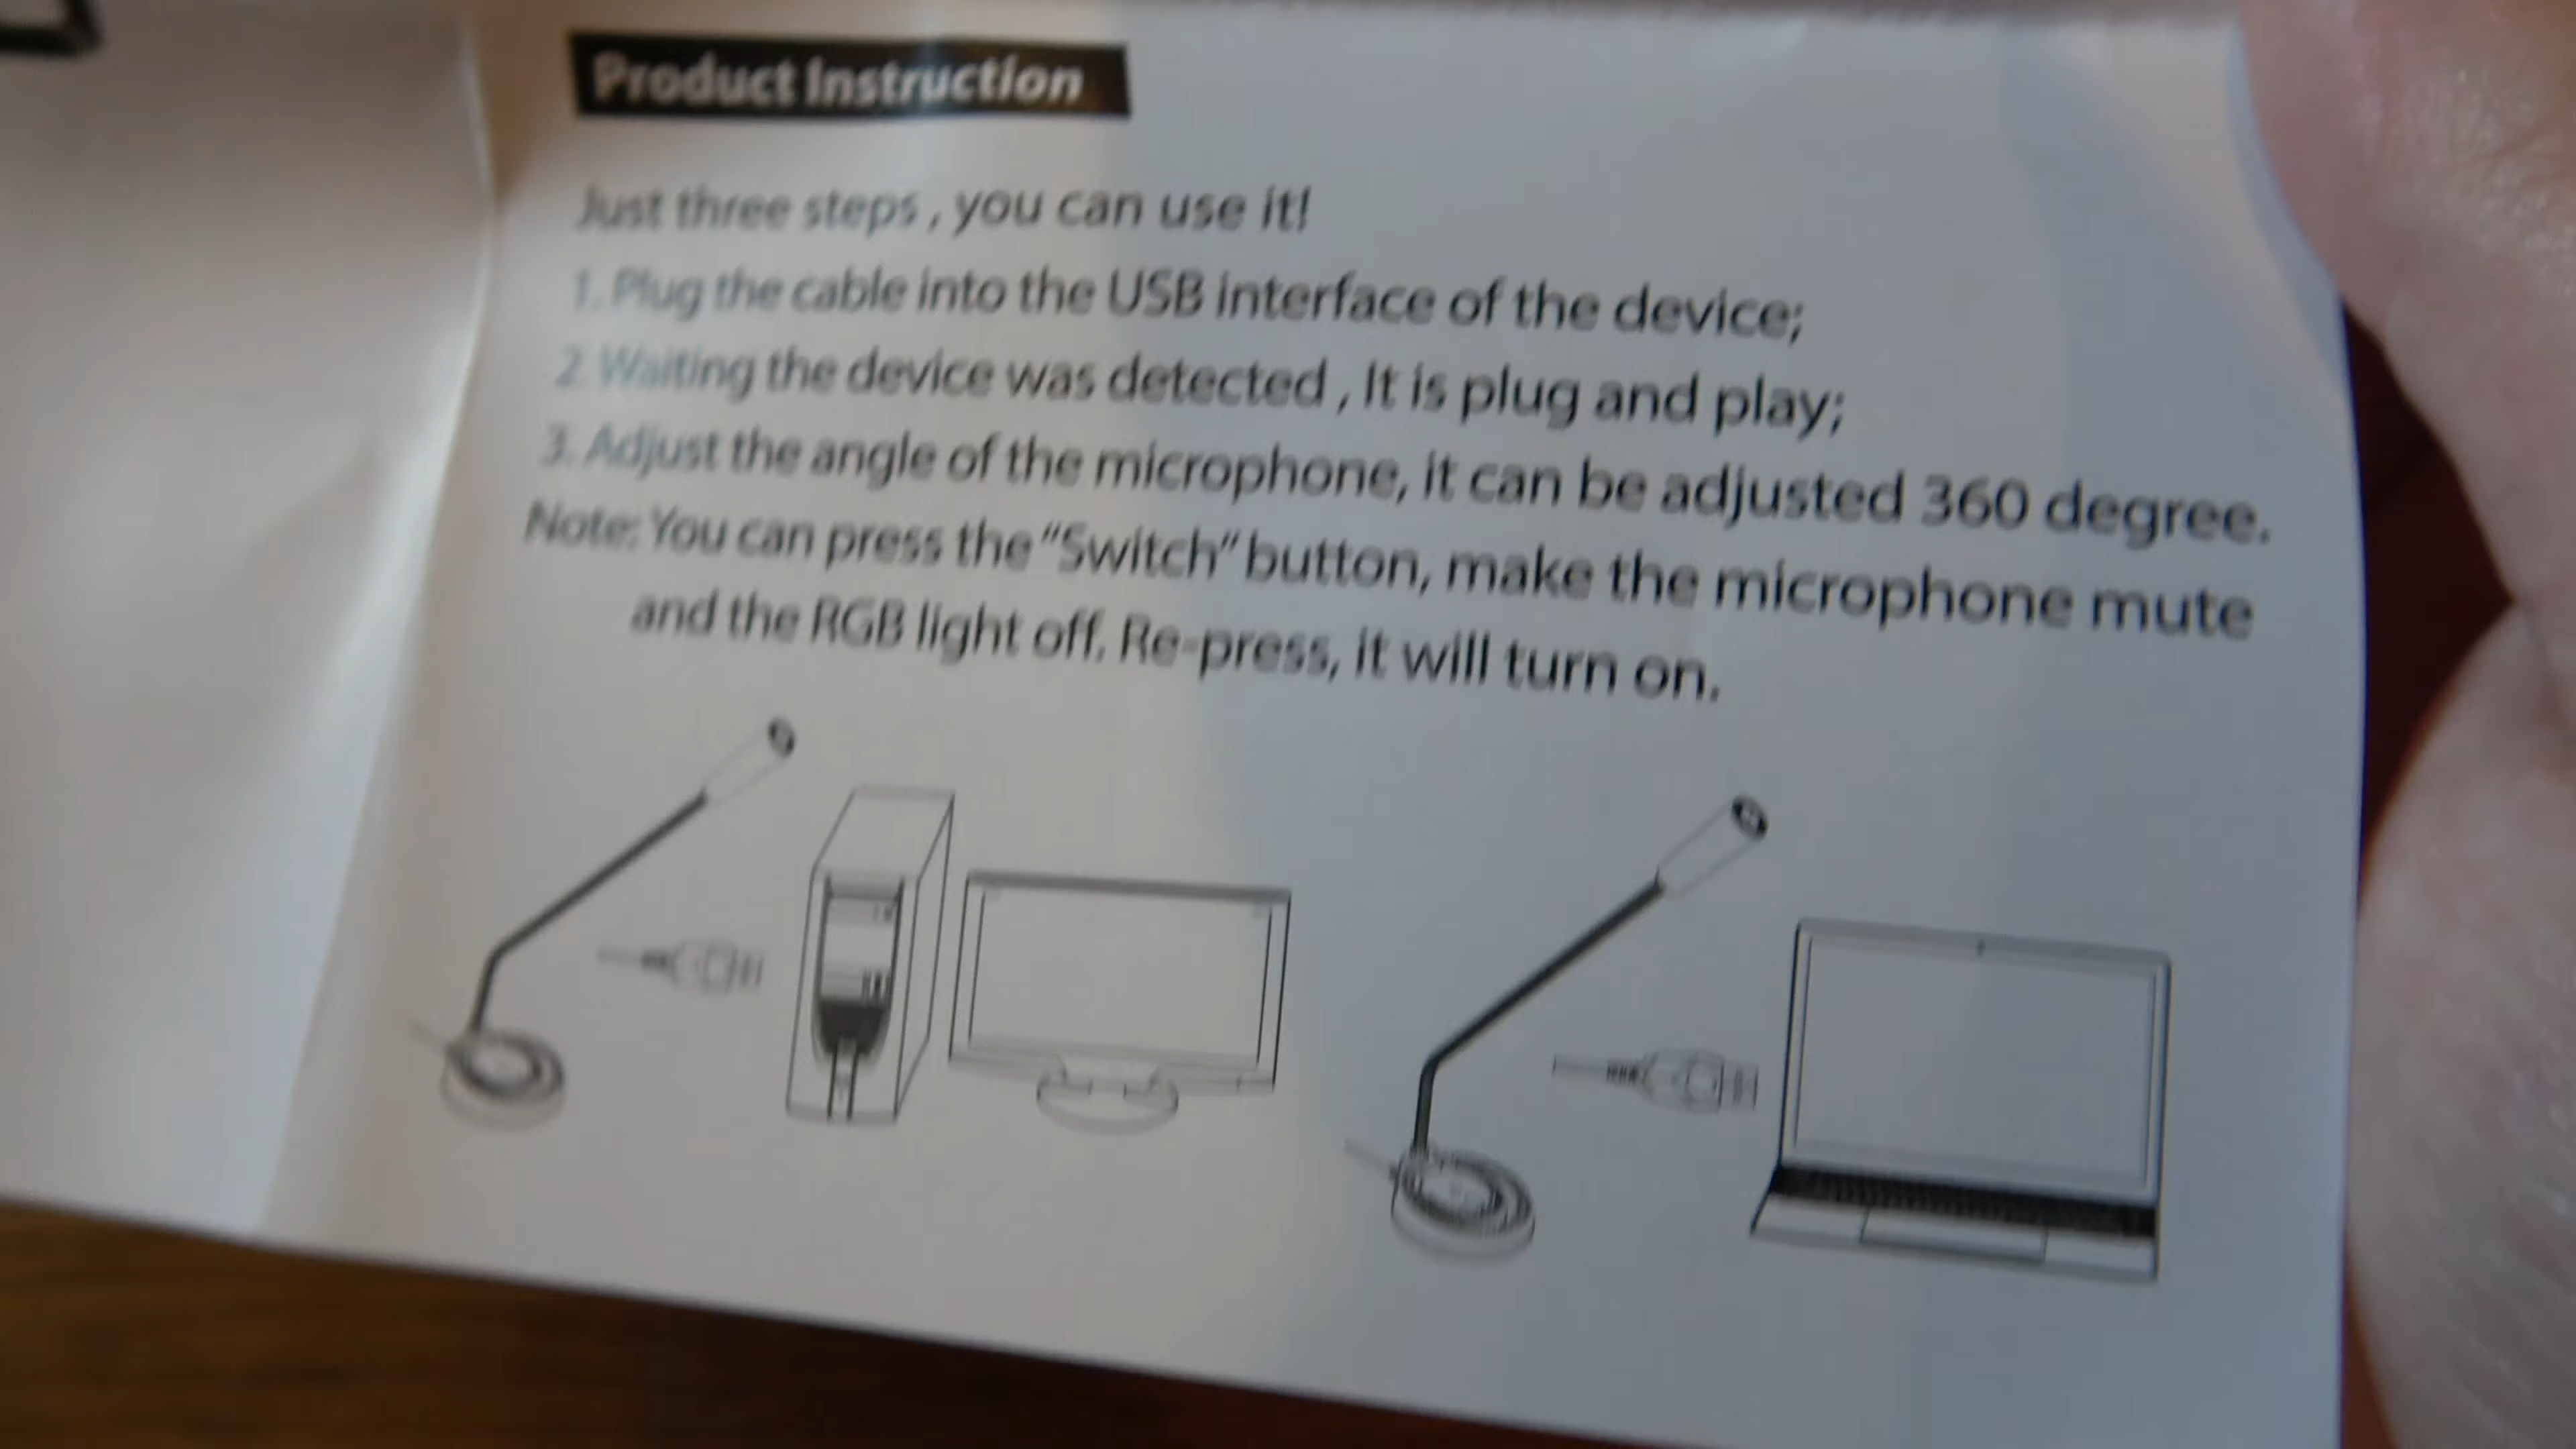 Product Instruction
Just three steps , you can use it!
1. Plug the cable into the USB interface of the device;
2. Waiting the device was detected , It is plug and play;
3. Adjust the angle of the microphone, it can be adjusted 360 degree.
Note: You can press the "Switch" button, make the microphone mute
and the RGB light off. Re-press, it will turn on.